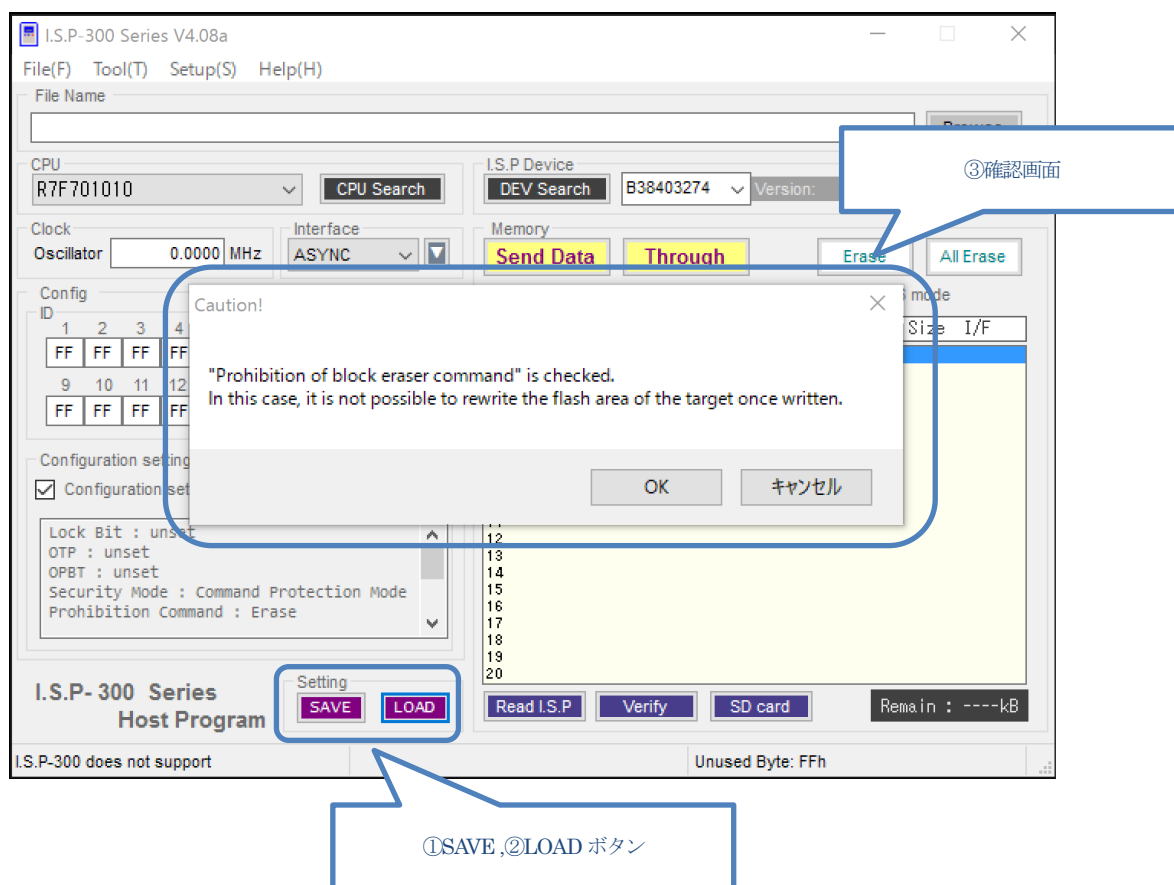 I.S.P-300 Series V4.08a
File(F) Tool(T) Setup(S) Help(H)
File Name
③確認画面
CPU
R7F701010
CPU Search
I.S.P Device
DEV Search
B38403274
Version:
Clock
Oscillator 0.0000 MHz
Interface
ASYNC
Memory
Send Data
Through
Erase
All Erase
Config
ID
1 2 3 4
FF FF FF FF
9 10 11 12
FF FF FF FF
mode
Size I/F
Caution!
"Prohibition of block eraser command" is checked.
In this case, it is not possible to rewrite the flash area of the target once written.
OK
キャンセル
Configuration setting
Configuration set
Lock Bit : unset
OTP : unset
OPBT : unset
Security Mode : Command Protection Mode
Prohibition Command : Erase
12
13
14
15
16
17
18
19
20
I.S.P- 300 Series
Host Program
Setting
SAVE
LOAD
Read I.S.P
Verify
SD card
Remain : ----kB
I.S.P-300 does not support
Unused Byte: FFh
①SAVE ,②LOAD ボタン